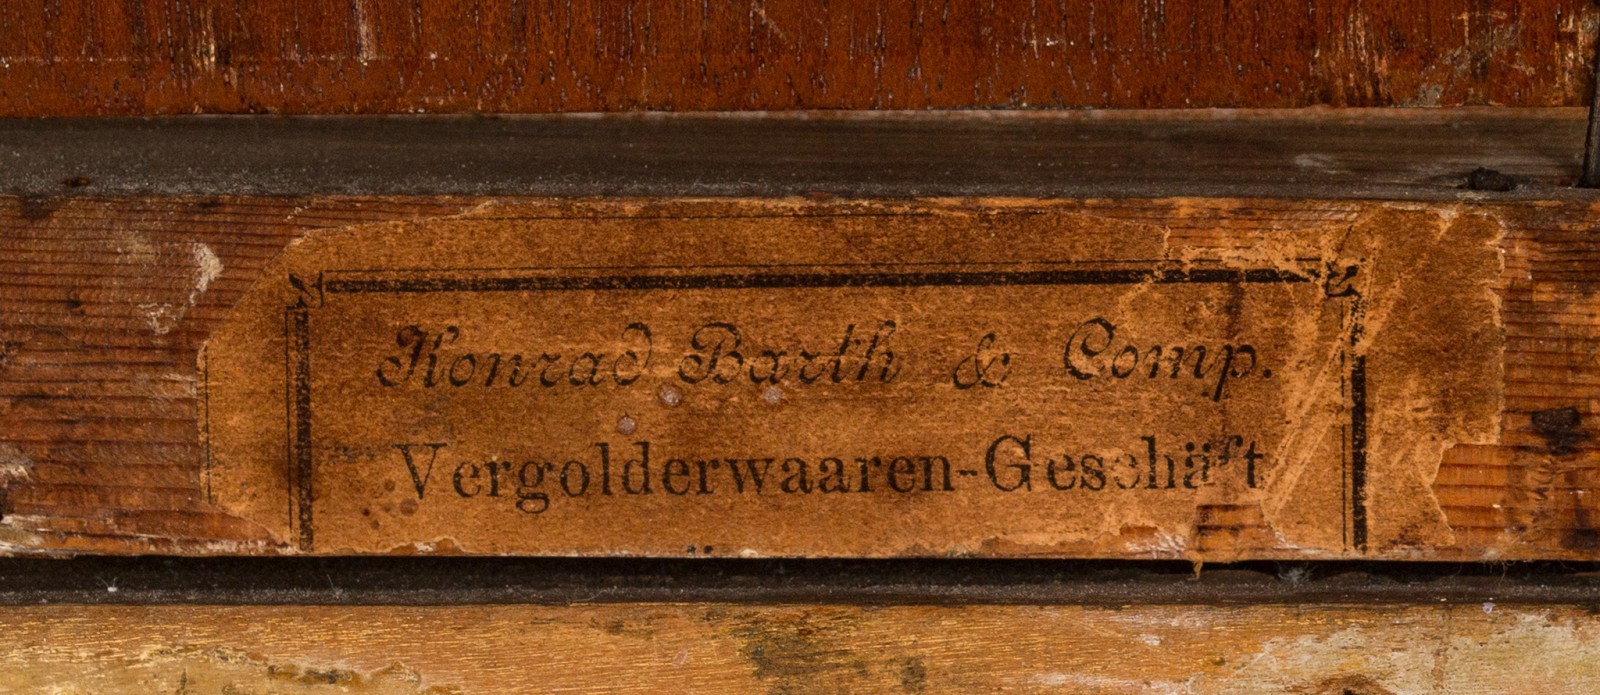 Konrad Barth & Comp.
Vergolderwaaren-Geschäft